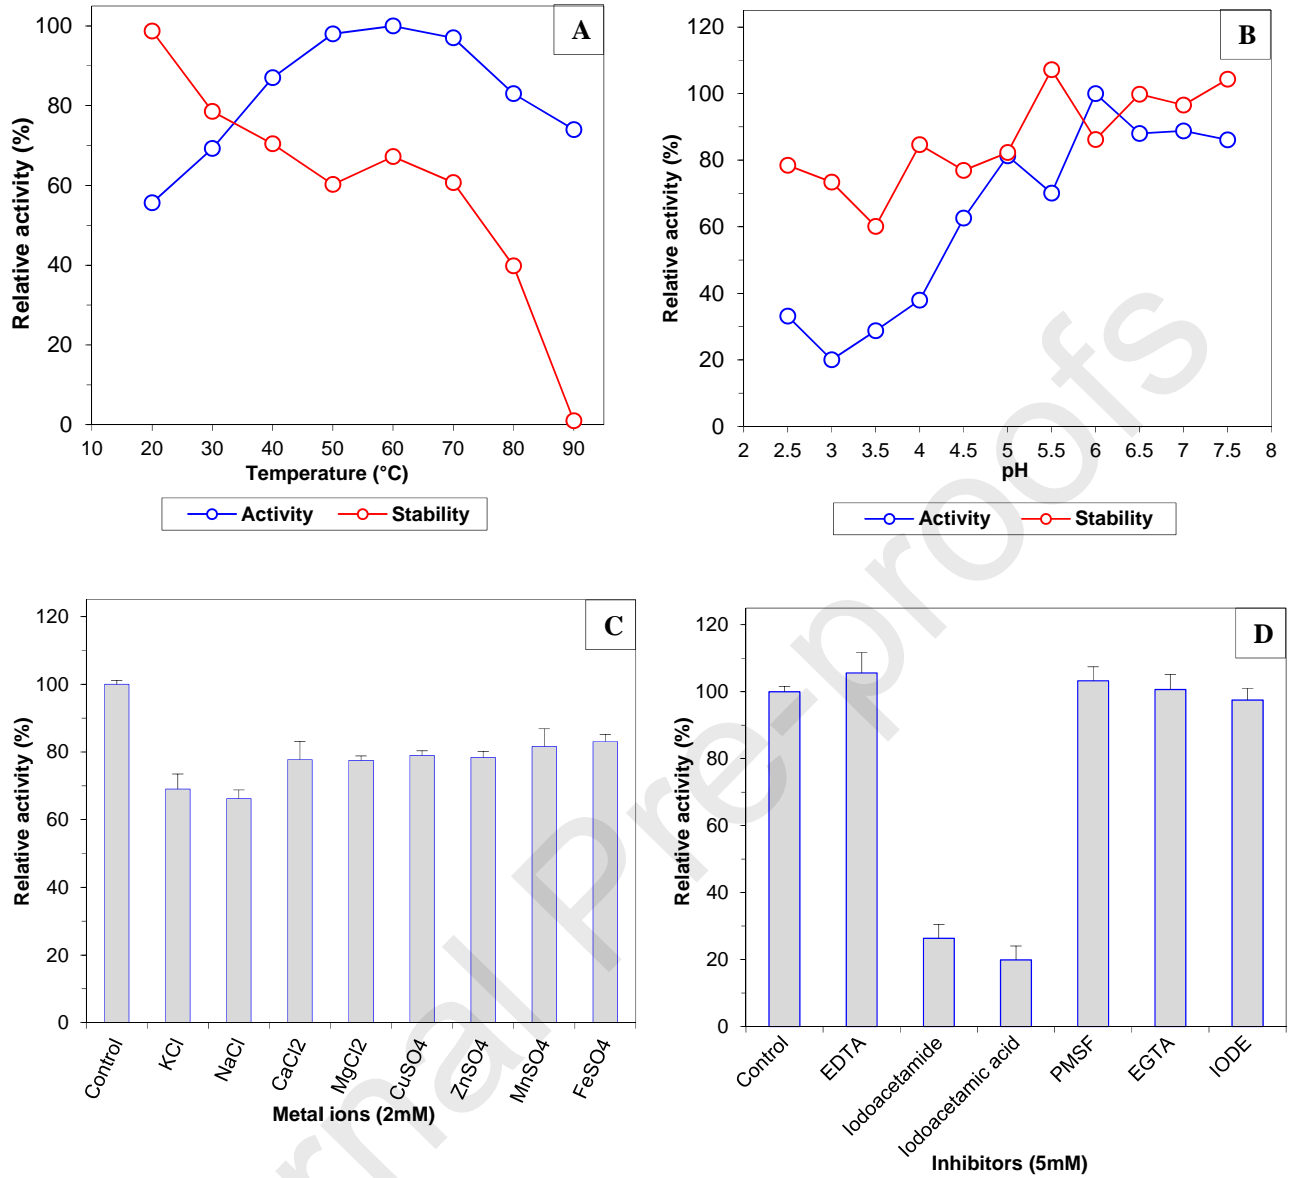 A
Relative activity (%)
100
80
60
40
20
0
10 20 30 40 50 60 70 80 90
Temperature (°C)
Activity Stability
B
Relative activity (%)
120
100
80
60
40
20
0
2 2.5 3 3.5 4 4.5 5 5.5 6 6.5 7 7.5 8
pH
Activity Stability
C
Relative activity (%)
120
100
80
60
40
20
0
Control KCl NaCl CaCl2 MgCl2 CuSO4 ZnSO4 MnSO4 FeSO4
Metal ions (2mM)
D
Relative activity (%)
120
100
80
60
40
20
0
Control EDTA Iodoacetamide Iodoacetamic acid PMSF EGTA IODE
Inhibitors (5mM)
rnal Pre-proofs